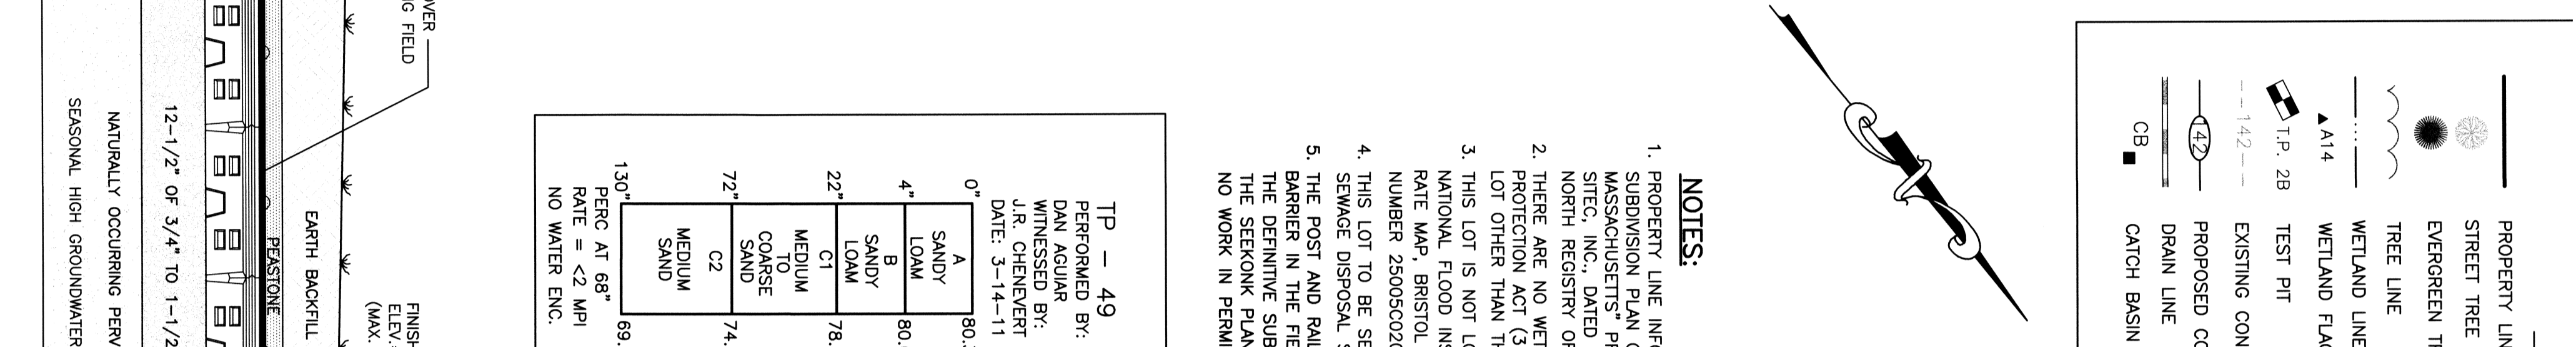 PROPERTY LIN
STREET TREE
EVERGREEN T
TREE LINE
WETLAND LINE
A14 WETLAND FLA
T.P. 2B TEST PIT
142 EXISTING CON
142 PROPOSED CO
DRAIN LINE
CB CATCH BASIN
NOTES:
1. PROPERTY LINE INF
SUBDIVISION PLAN
MASSACHUSETTS" P
SITEC, INC., DATED
NORTH REGISTRY O
2. THERE ARE NO WET
PROTECTION ACT (3
LOT OTHER THAN T
3. THIS LOT IS NOT L
NATIONAL FLOOD INS
RATE MAP, BRISTOL
NUMBER 25005C020
4. THIS LOT TO BE SE
SEWAGE DISPOSAL S
5. THE POST AND RAIL
BARRIER IN THE FIE
THE DEFINITIVE SUB
THE SEEKONK PLAN
NO WORK IN PERMI
TP - 49
PERFORMED BY:
DAN AGUIAR
WITNESSED BY:
J.R. CHENEVERT
DATE: 3-14-11
0" 80.
A
SANDY
LOAM
4" 80.
B
SANDY
LOAM
22" 78.
C1
MEDIUM
TO
COARSE
SAND
72" 74.
C2
MEDIUM
SAND
130" 69.
PERC AT 68"
RATE = <2 MPI
NO WATER ENC.
OVER
G FIELD
FINISH
ELEV.
(MAX.
EARTH BACKFILL
PEASTONE
12-1/2" OF 3/4" TO 1-1/2
NATURALLY OCCURRING PERV
SEASONAL HIGH GROUNDWATER